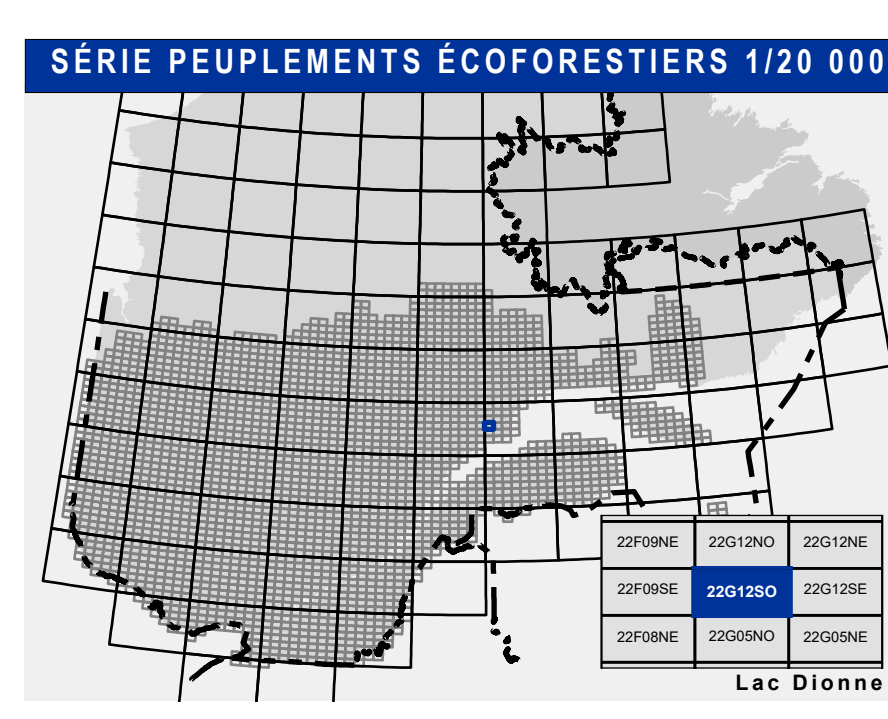 SÉRIE PEUPLEMENTS ÉCOFORESTIERS 1/20 000
22F09NE 22G12NO 22G12NE
22F09SE 22G12SO 22G12SE
22F08NE 22G05NO 22G05NE
Lac Dionne